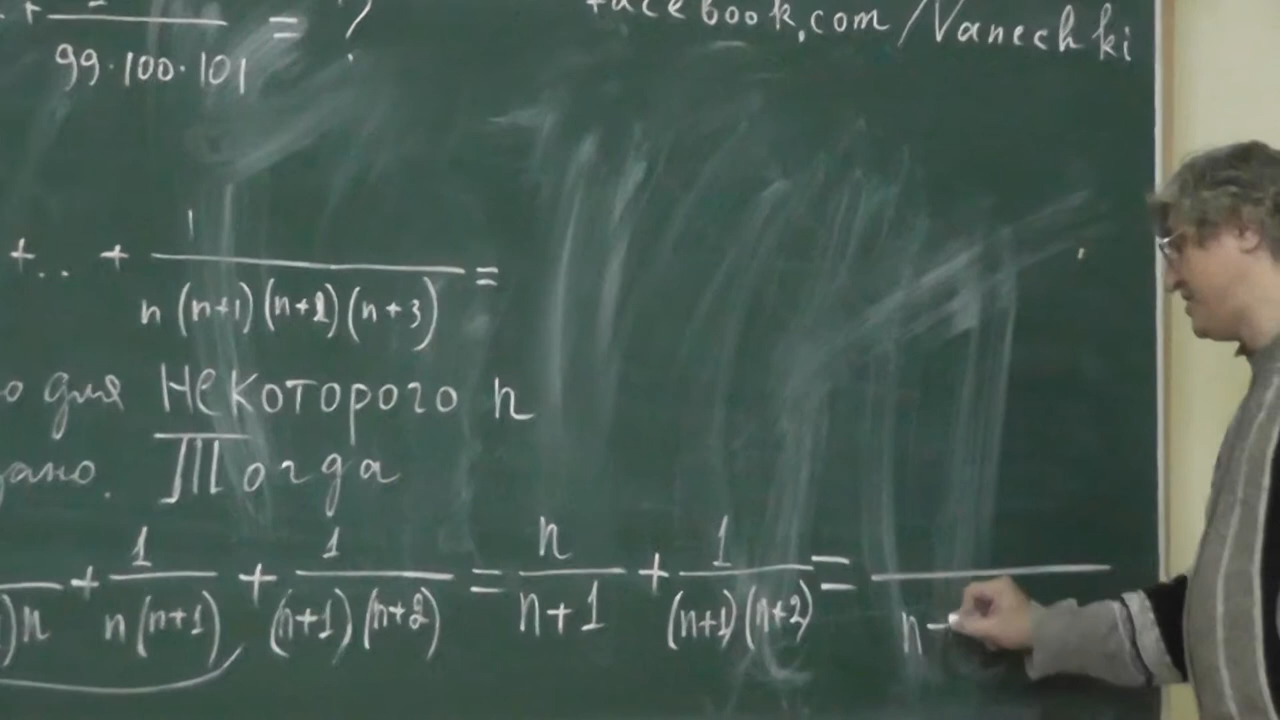 + ─── = ?
99·100·101
facebook.com/Vanechki
+.. + 1/(n(n+1)(n+2)(n+3)) =
для Некоторого n
Тогда
)n + 1/(n(n+1)) + 1/((n+1)(n+2)) = n/(n+1) + 1/((n+1)(n+2)) = ───/(n